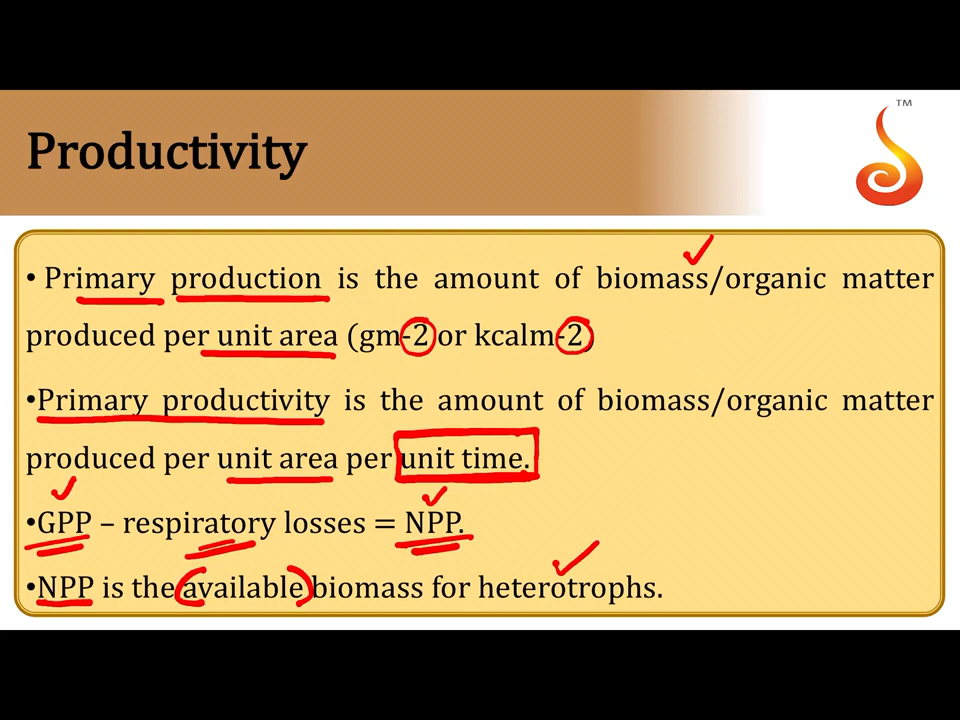 TM
Productivity
• Primary production is the amount of biomass/organic matter
produced per unit area (gm-2 or kcalm-2)
•Primary productivity is the amount of biomass/organic matter
produced per unit area per unit time.
•GPP – respiratory losses = NPP.
•NPP is the available biomass for heterotrophs.